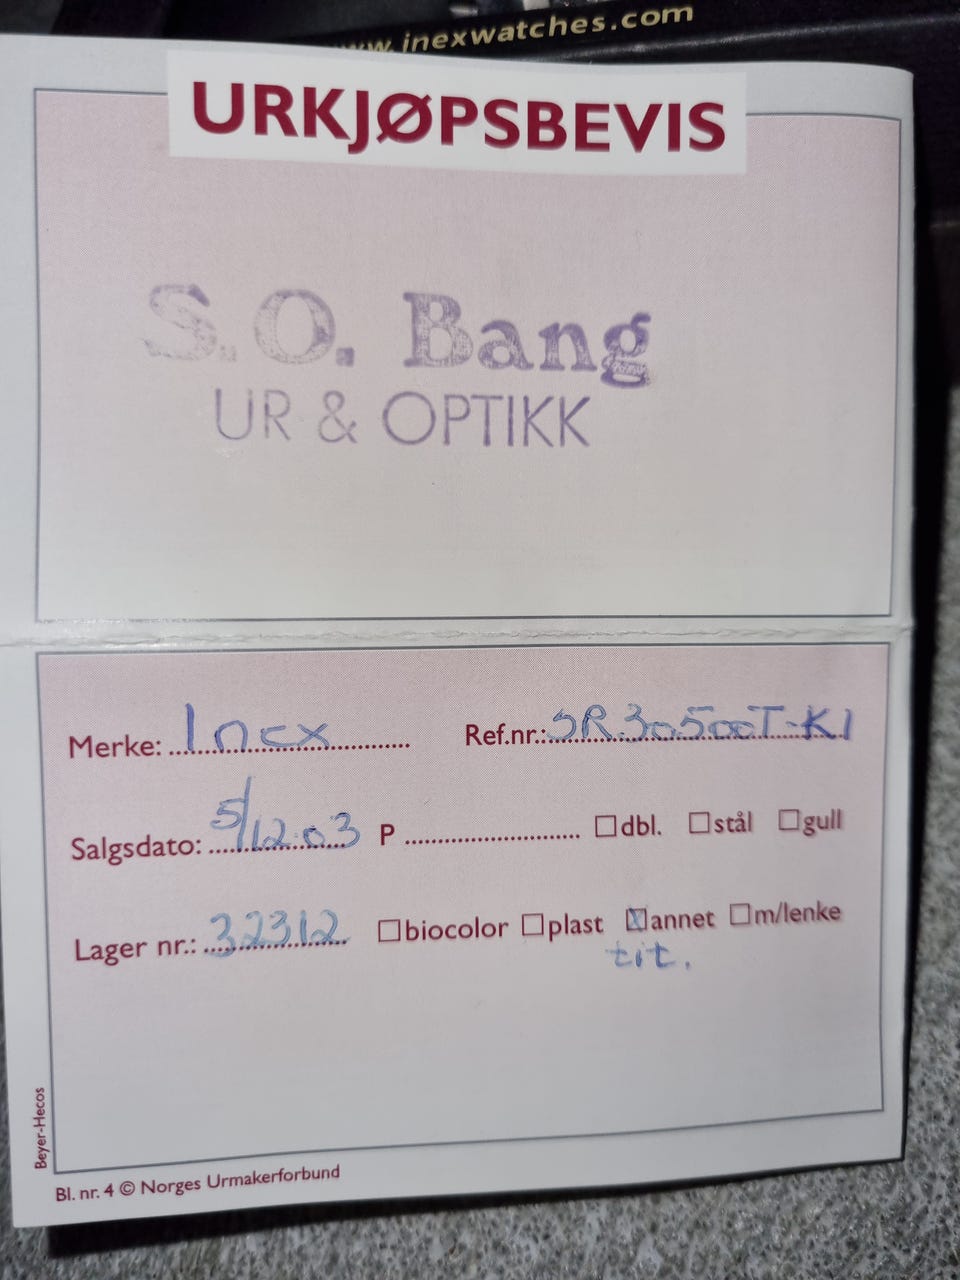 www.inexwatches.com
URKJØPSBEVIS
S.O. Bang
UR & OPTIKK
Merke: Inex Ref.nr.: SR30500T-K1
Salgsdato: 5/12.03 P ☐dbl. ☐stål ☐gull
Lager nr.: 32312 ☐biocolor ☐plast ☒annet ☐m/lenke
tit.
Beyer-Hecos
Bl. nr. 4 © Norges Urmakerforbund